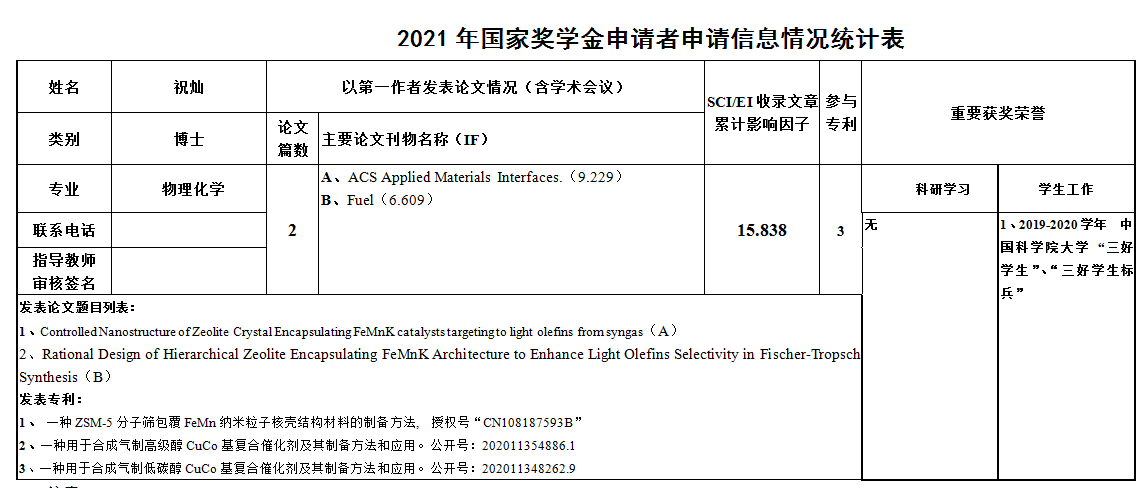 2021 年国家奖学金申请者申请信息情况统计表
姓名
祝灿
以第一作者发表论文情况（含学术会议）
SCI/EI 收录文章
累计影响因子
参与
专利
重要获奖荣誉
类别
博士
论文
篇数
主要论文刊物名称（IF）
专业
物理化学
2
A、ACS Applied Materials Interfaces.（9.229）
B、Fuel（6.609）
15.838
3
科研学习
学生工作
联系电话
无
1、2019-2020 学年 中
国科学院大学 “三好
学生”、“三好学生标
兵”
指导教师
审核签名
发表论文题目列表：
1、Controlled Nanostructure of Zeolite Crystal Encapsulating FeMnK catalysts targeting to light olefins from syngas（A）
2、Rational Design of Hierarchical Zeolite Encapsulating FeMnK Architecture to Enhance Light Olefins Selectivity in Fischer-Tropsch
Synthesis（B）
发表专利：
1、 一种 ZSM-5 分子筛包覆 FeMn 纳米粒子核壳结构材料的制备方法, 授权号“CN108187593B”
2、一种用于合成气制高级醇 CuCo 基复合催化剂及其制备方法和应用。公开号：202011354886.1
3、一种用于合成气制低碳醇 CuCo 基复合催化剂及其制备方法和应用。公开号：202011348262.9